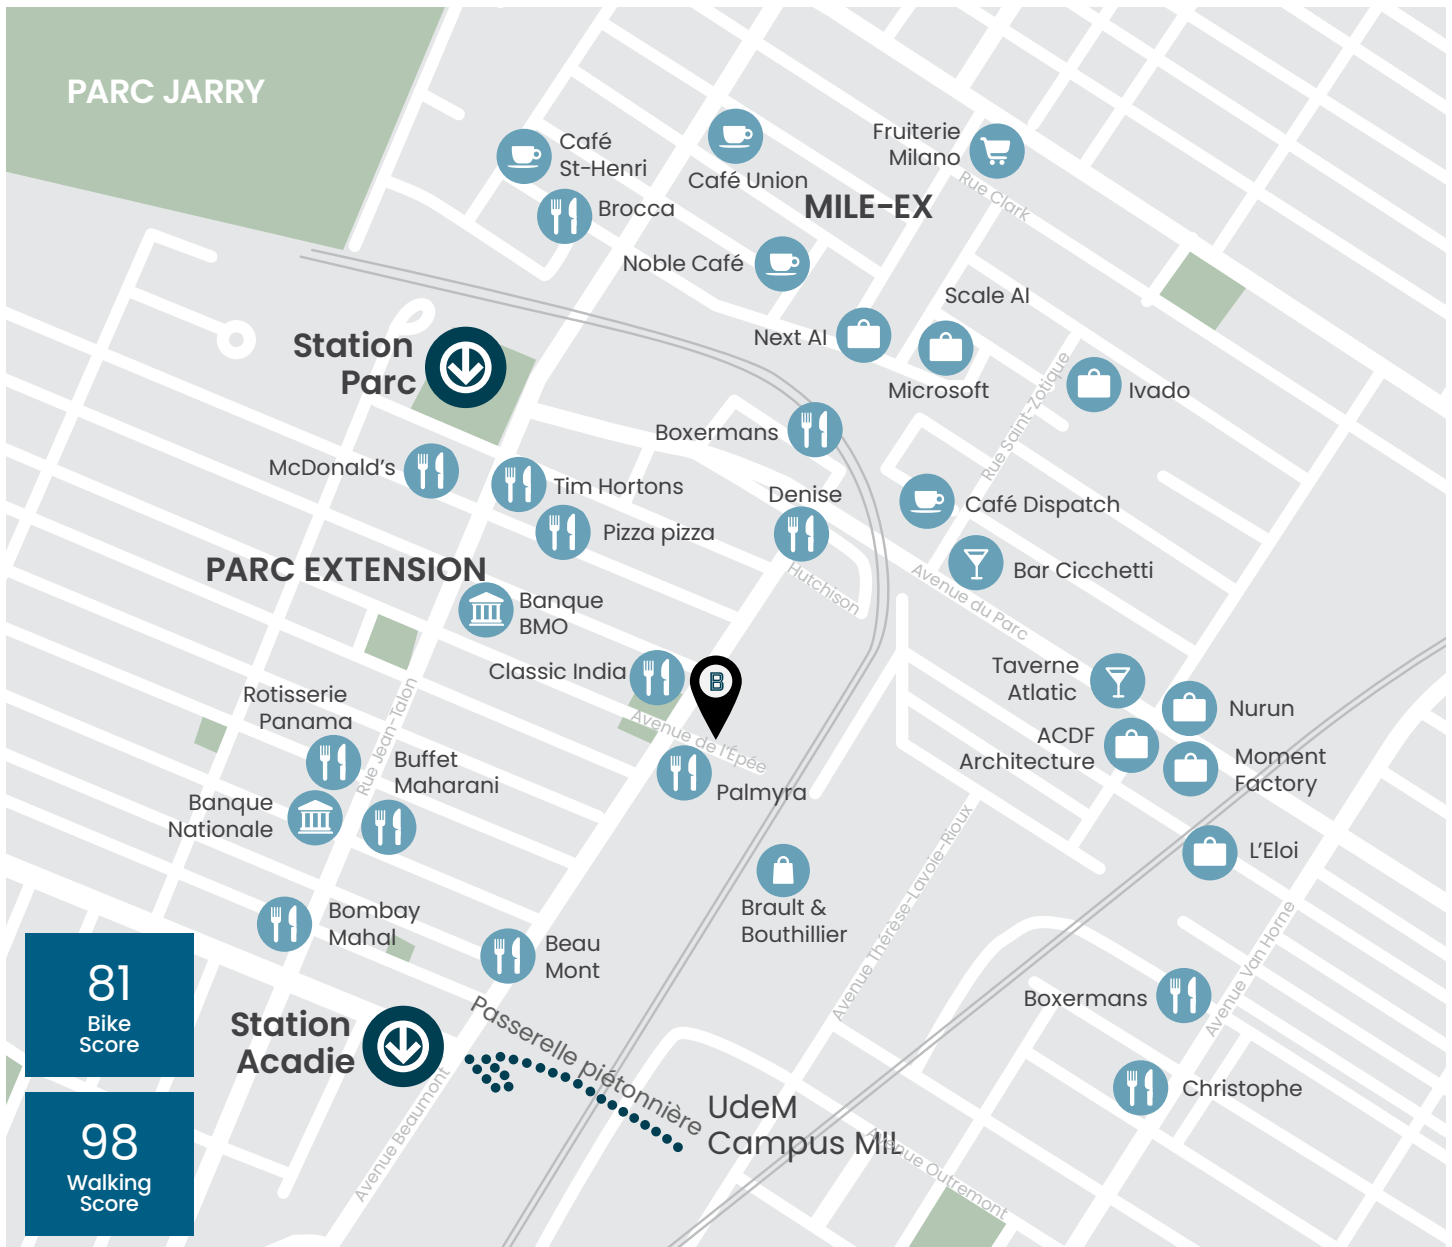 PARC JARRY
Café
St-Henri
Brocca
Café Union
Fruiterie
Milano
Rue Clark
MILE-EX
Noble Café
Scale AI
Next AI
Microsoft
Ivado
Rue Saint-Zotique
Station
Parc
Boxermans
McDonald's
Tim Hortons
Pizza pizza
Denise
Hutchison
Café Dispatch
Bar Cicchetti
Avenue du Parc
PARC EXTENSION
Banque
BMO
Classic India
B
Avenue de l'Épée
Palmyra
Taverne
Atlatic
Nurun
ACDF
Architecture
Moment
Factory
L'Eloi
Rotisserie
Panama
Rue Jean-Talon
Buffet
Maharani
Banque
Nationale
Bombay
Mahal
Beau
Mont
Brault &
Bouthillier
Avenue Thérèse-Lavoie-Rioux
Avenue Van Horne
Boxermans
Christophe
81
Bike
Score
98
Walking
Score
Station
Acadie
Passerelle piétonnière
Avenue Beaumont
UdeM
Campus MIL
Avenue Outremont